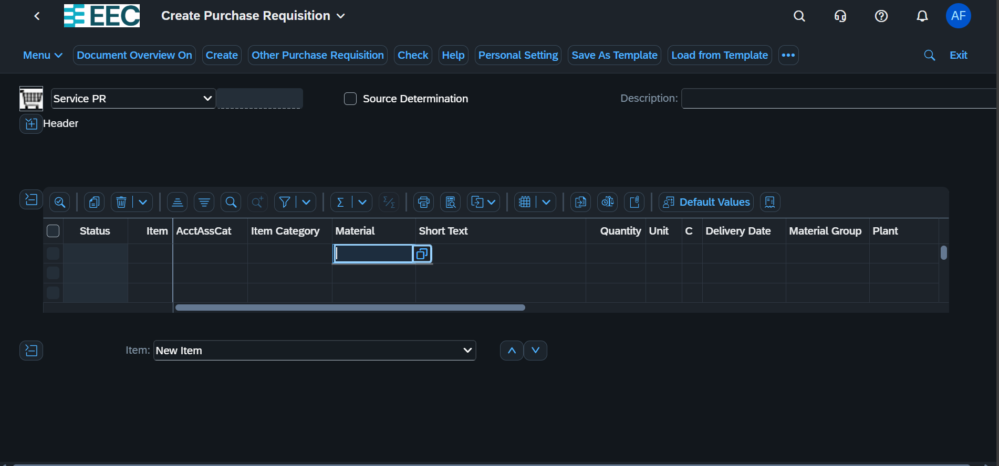 EEC Create Purchase Requisition AF
Menu Document Overview On Create Other Purchase Requisition Check Help Personal Setting Save As Template Load from Template ••• Exit
Service PR Source Determination Description:
Header
Default Values
Status Item AcctAssCat Item Category Material Short Text Quantity Unit C Delivery Date Material Group Plant
Item: New Item